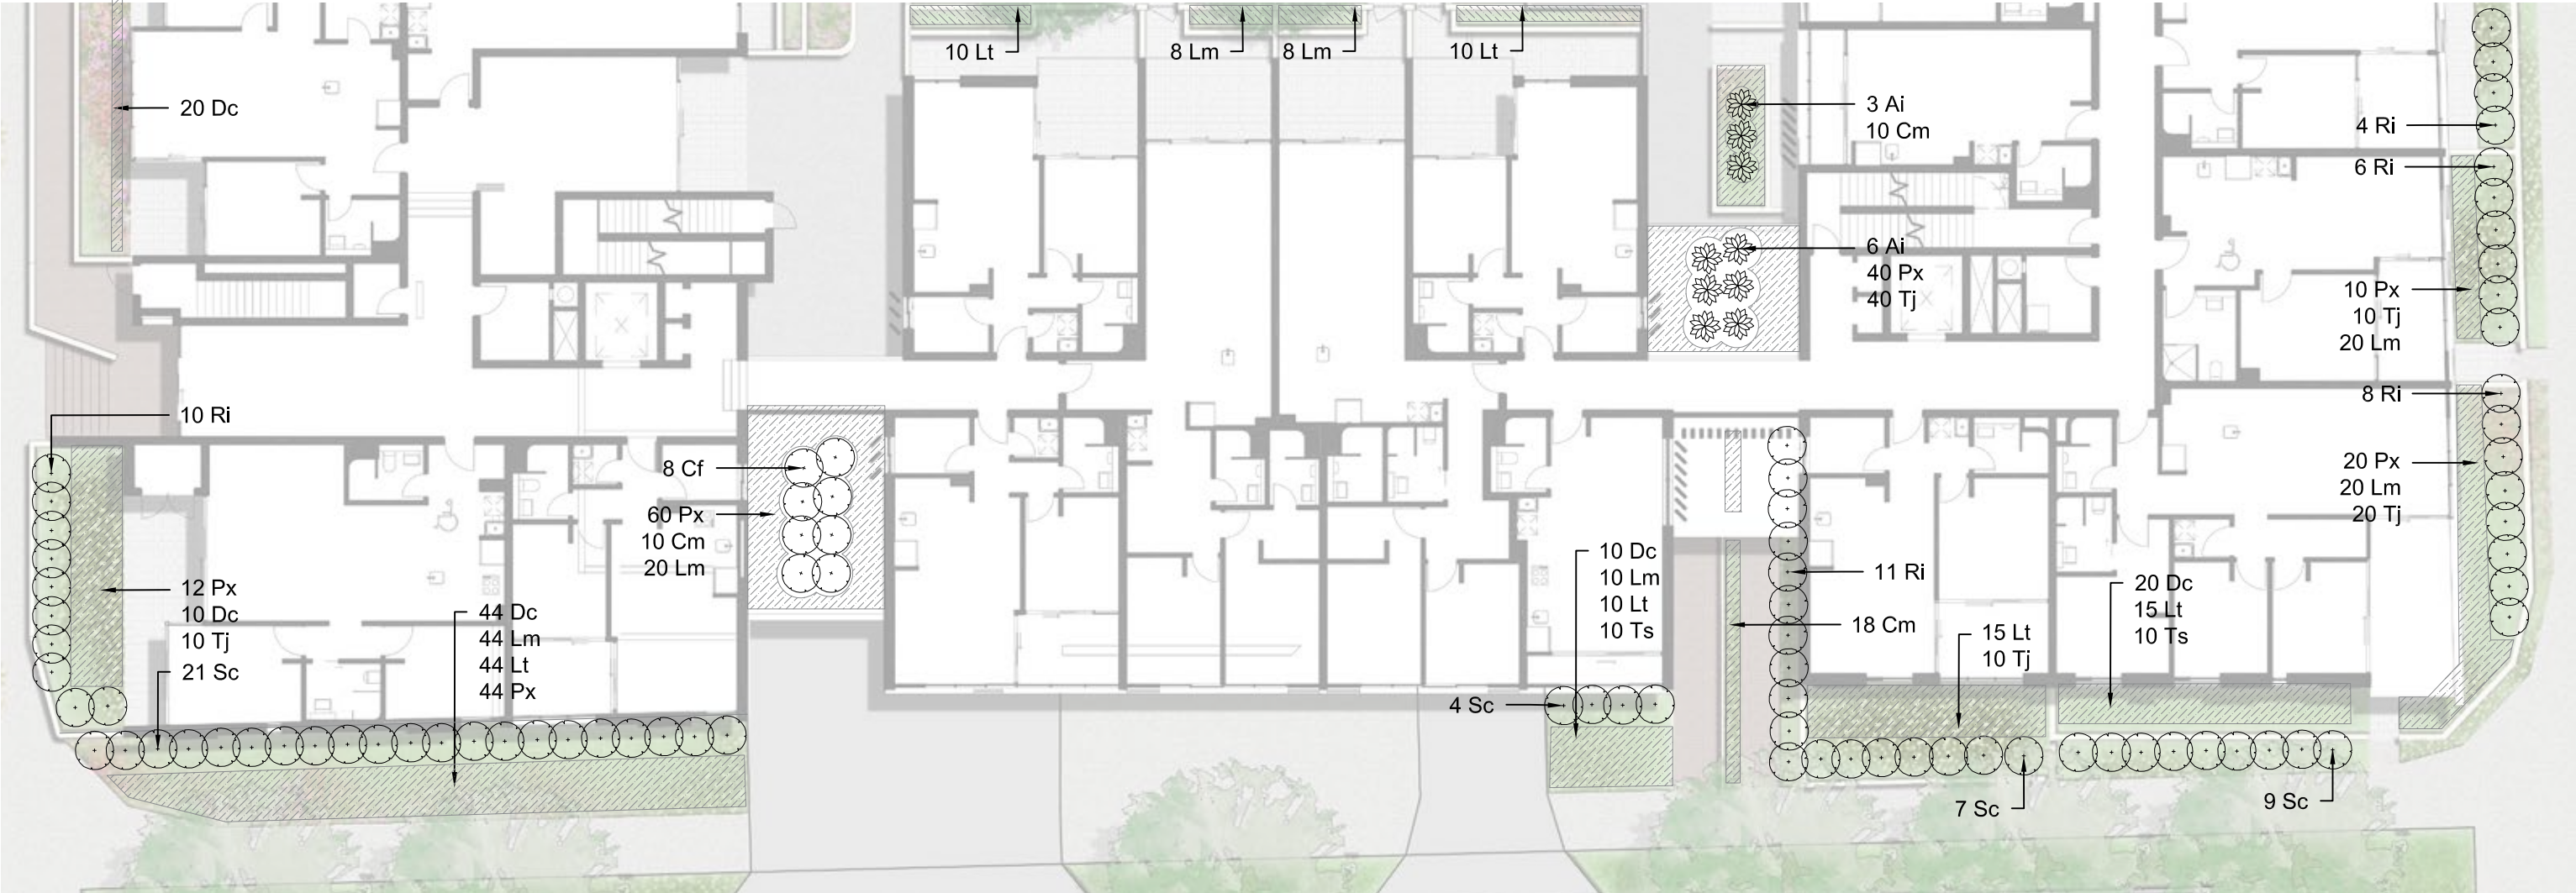 10 Lt
8 Lm
8 Lm
10 Lt
20 Dc
3 Ai
10 Cm
4 Ri
6 Ri
6 Ai
40 Px
40 Tj
10 Px
10 Tj
20 Lm
10 Ri
8 Ri
8 Cf
60 Px
10 Cm
20 Lm
20 Px
20 Lm
20 Tj
12 Px
10 Dc
10 Tj
21 Sc
44 Dc
44 Lm
44 Lt
44 Px
10 Dc
10 Lm
10 Lt
10 Ts
11 Ri
18 Cm
15 Lt
10 Tj
20 Dc
15 Lt
10 Ts
4 Sc
7 Sc
9 Sc